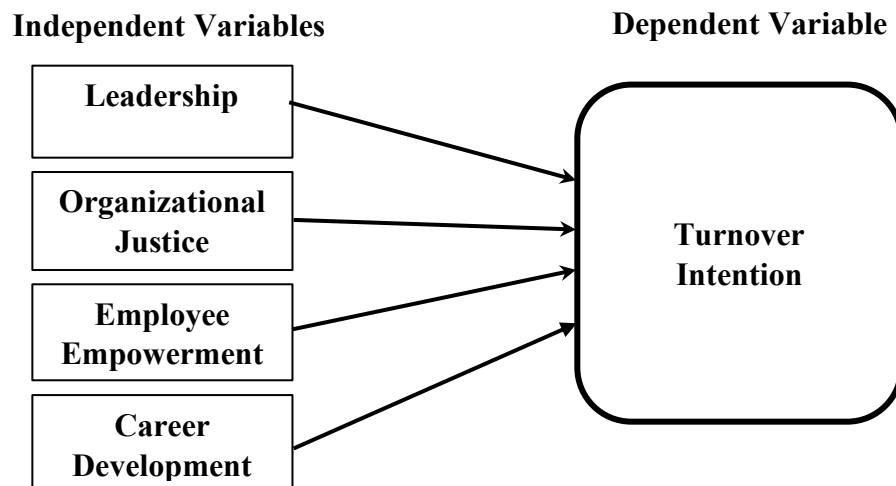 Independent Variables
Dependent Variable
Leadership
Organizational
Justice
Employee
Empowerment
Career
Development
Turnover
Intention